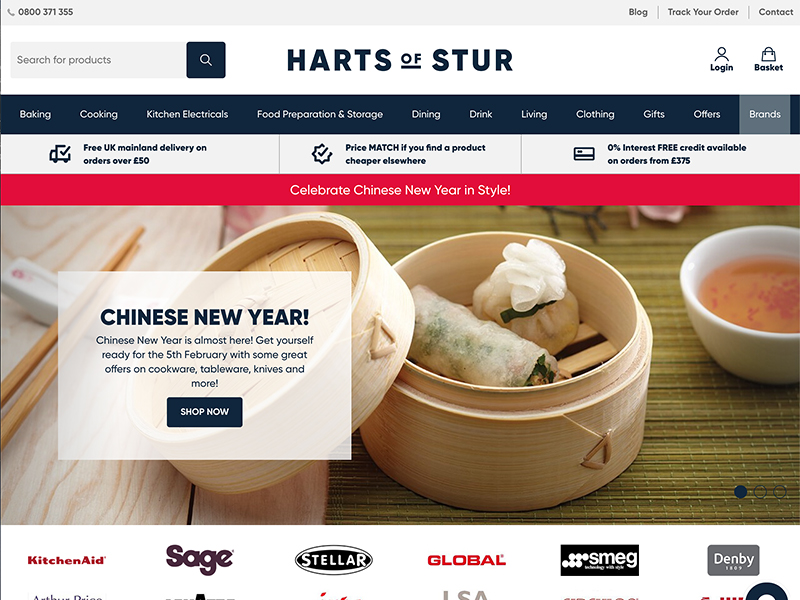 0800 371 355
Blog
Track Your Order
Contact
Search for products
HARTS OF STUR
Login
Basket
Baking
Cooking
Kitchen Electricals
Food Preparation & Storage
Dining
Drink
Living
Clothing
Gifts
Offers
Brands
Free UK mainland delivery on
orders over £50
Price MATCH if you find a product
cheaper elsewhere
0% Interest FREE credit available
on orders from £375
Celebrate Chinese New Year in Style!
CHINESE NEW YEAR!
Chinese New Year is almost here! Get yourself
ready for the 5th February with some great
offers on cookware, tableware, knives and
more!
SHOP NOW
KitchenAid
Sage
STELLAR
GLOBAL
smeg
technology with style
Denby
1809
Arthur Price
LSA